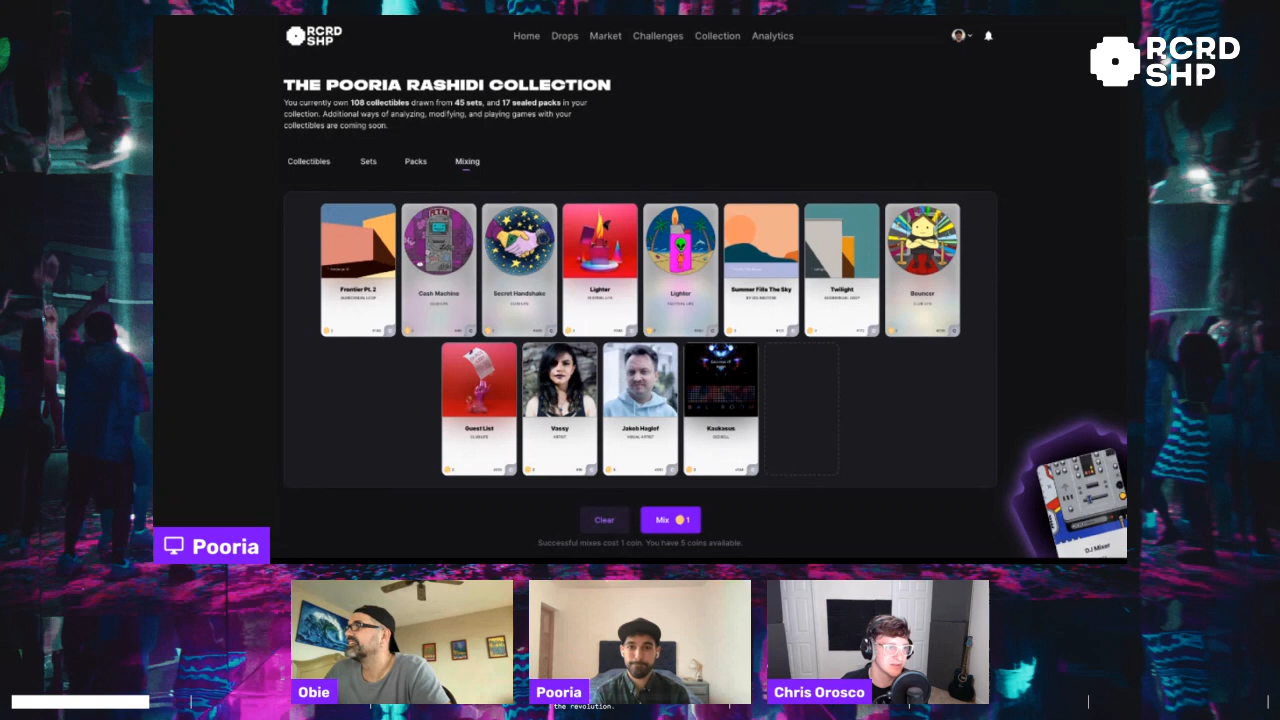 RCRD
SHP
Home Drops Market Challenges Collection Analytics
RCRD
SHP
THE POORIA RASHIDI COLLECTION
You currently own 108 collectibles drawn from 45 sets, and 17 sealed packs in your
collection. Additional ways of analyzing, modifying, and playing games with your
collectibles are coming soon.
Collectibles Sets Packs Mixing
Frontier Pt. 2
Cash Machine
Secret Handshake
Lighter
Lighter
Summer Fills The Sky
Twilight
Bouncer
Guest List
Vassy
ARTIST
Jakob Haglof
VISUAL ARTIST
Kaukasus
DJ Mixer
Clear Mix 1
Successful mixes cost 1 coin. You have 5 coins available.
Pooria
Obie
Pooria
Chris Orosco
the revolution.